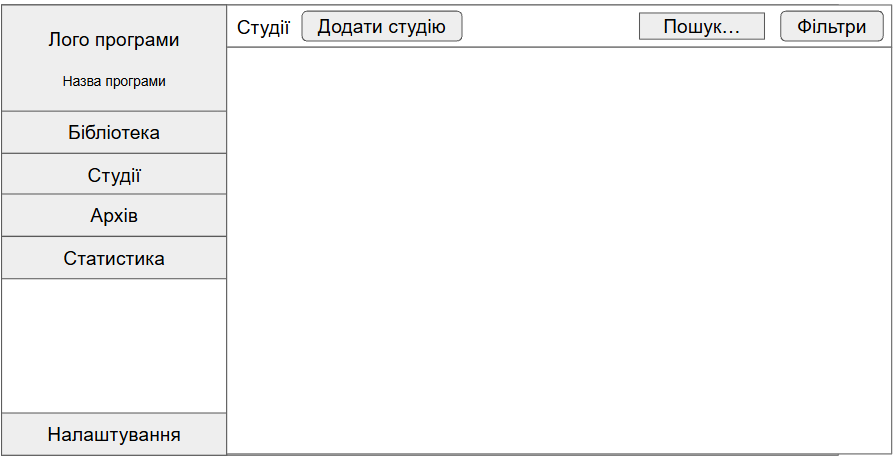 Лого програми
Назва програми
Бібліотека
Студії
Архів
Статистика
Налаштування
Студії
Додати студію
Пошук...
Фільтри